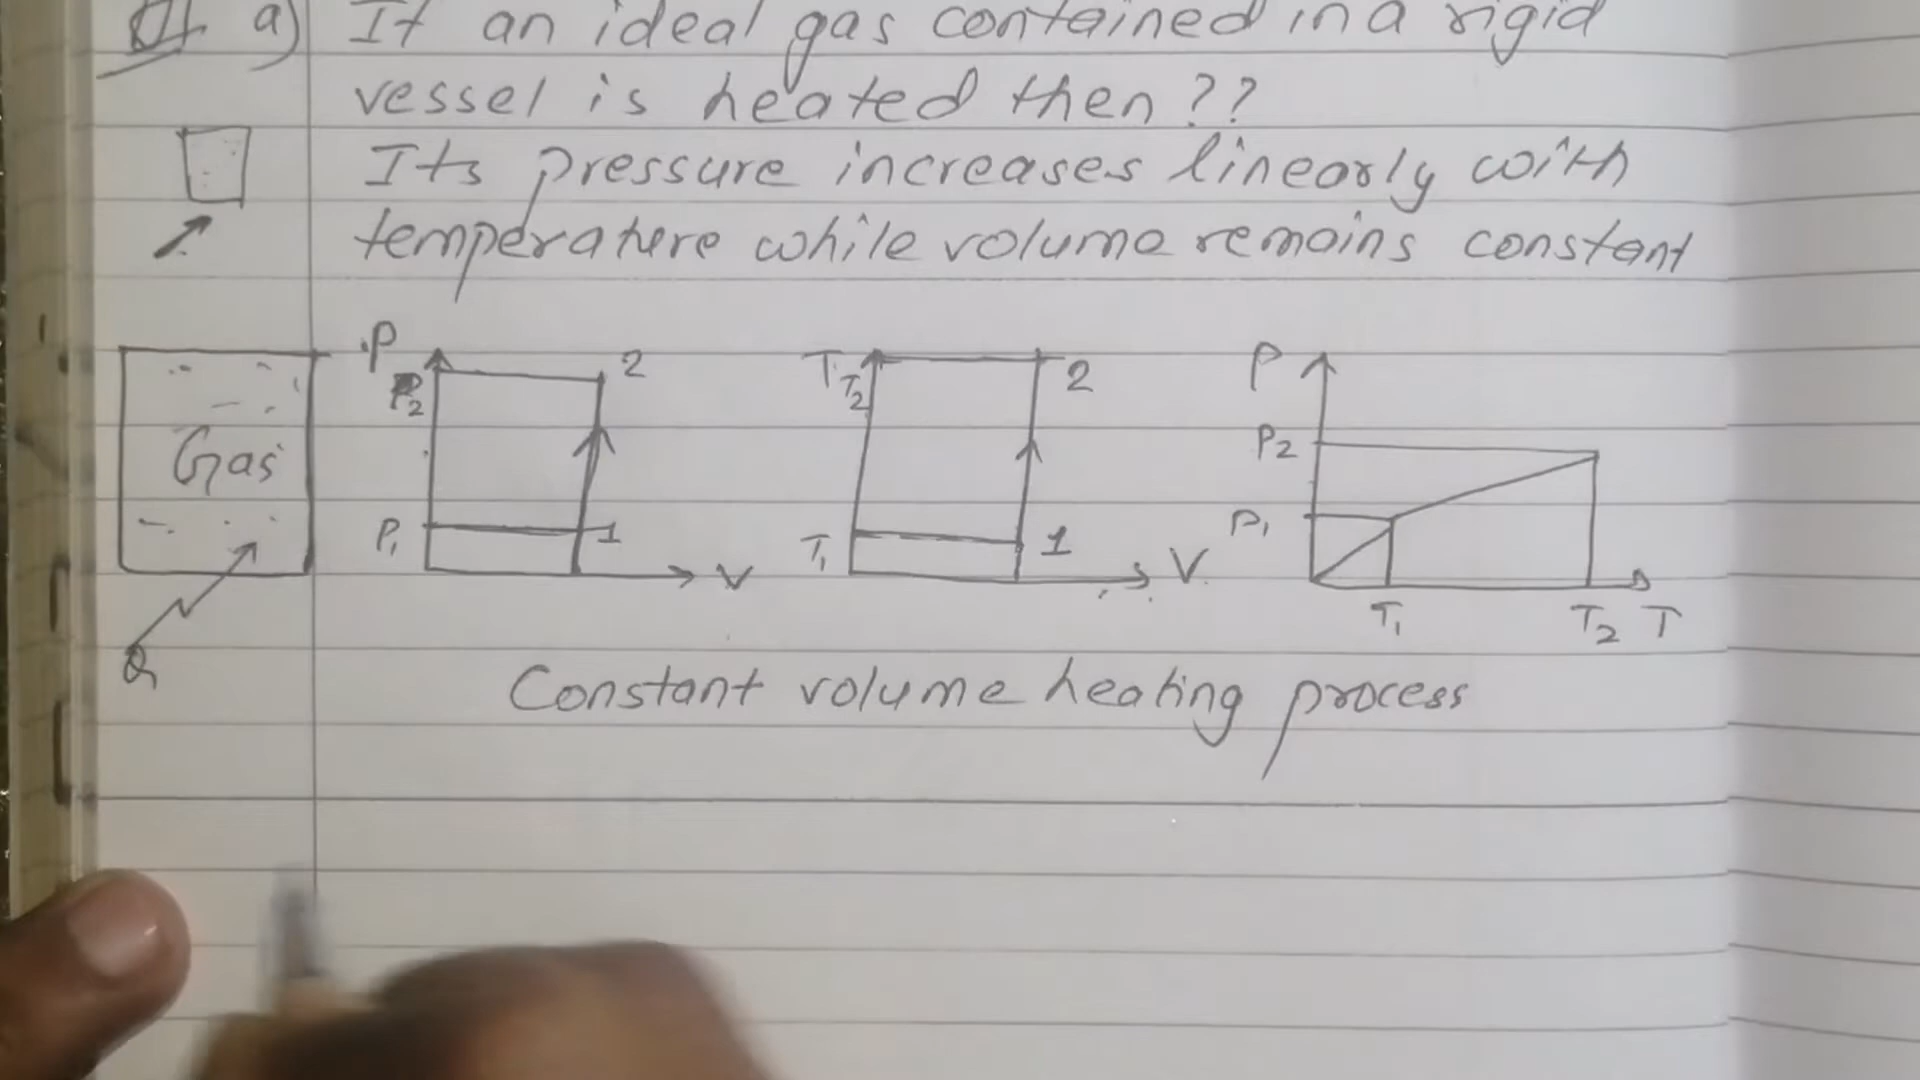 a) If an ideal gas contained in a rigid
vessel is heated then ??
Its pressure increases linearly with
temperature while volume remains constant
Gas
Q
P
P2
2
P1
1
V
T
T2
2
T1
1
V
P
P2
P1
T1
T2
T
Constant volume heating process